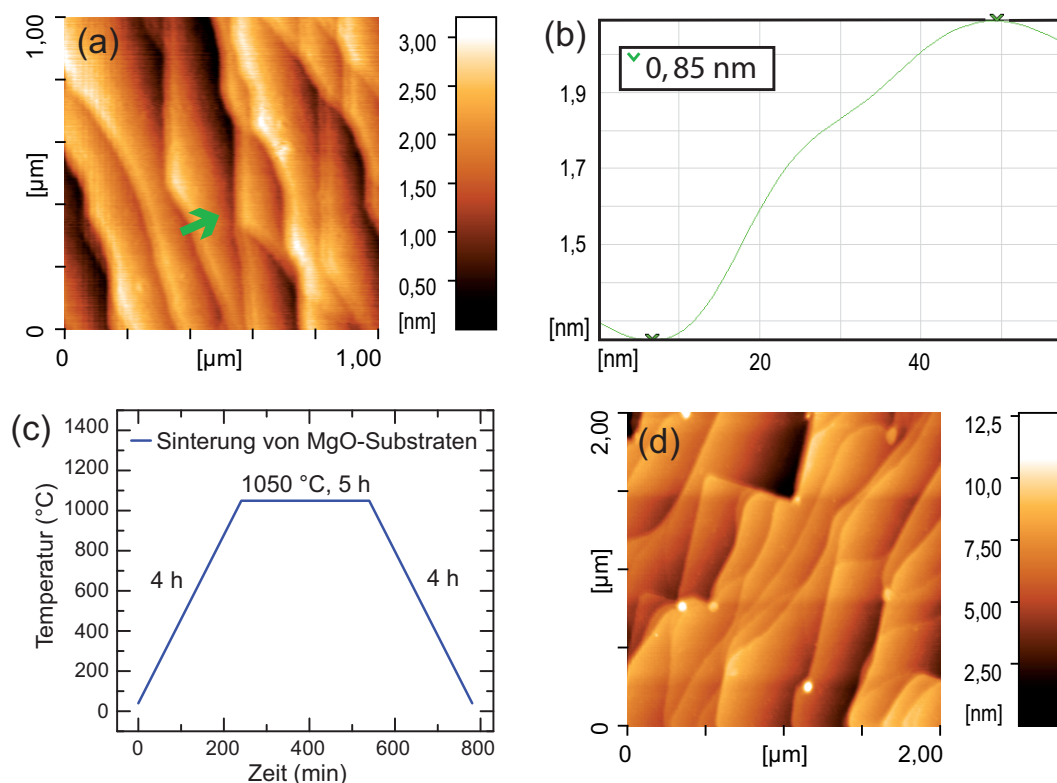 (a)
1,00
[µm]
0
0
[µm]
1,00
3,00
2,50
2,00
1,50
1,00
0,50
[nm]
(b)
0,85 nm
1,9
1,7
1,5
[nm]
[nm]
20
40
(c)
Sinterung von MgO-Substraten
1050 °C, 5 h
4 h
4 h
Temperatur (°C)
1400
1200
1000
800
600
400
200
0
0
200
400
600
800
Zeit (min)
(d)
2,00
[µm]
0
0
[µm]
2,00
12,5
10,0
7,50
5,00
2,50
[nm]